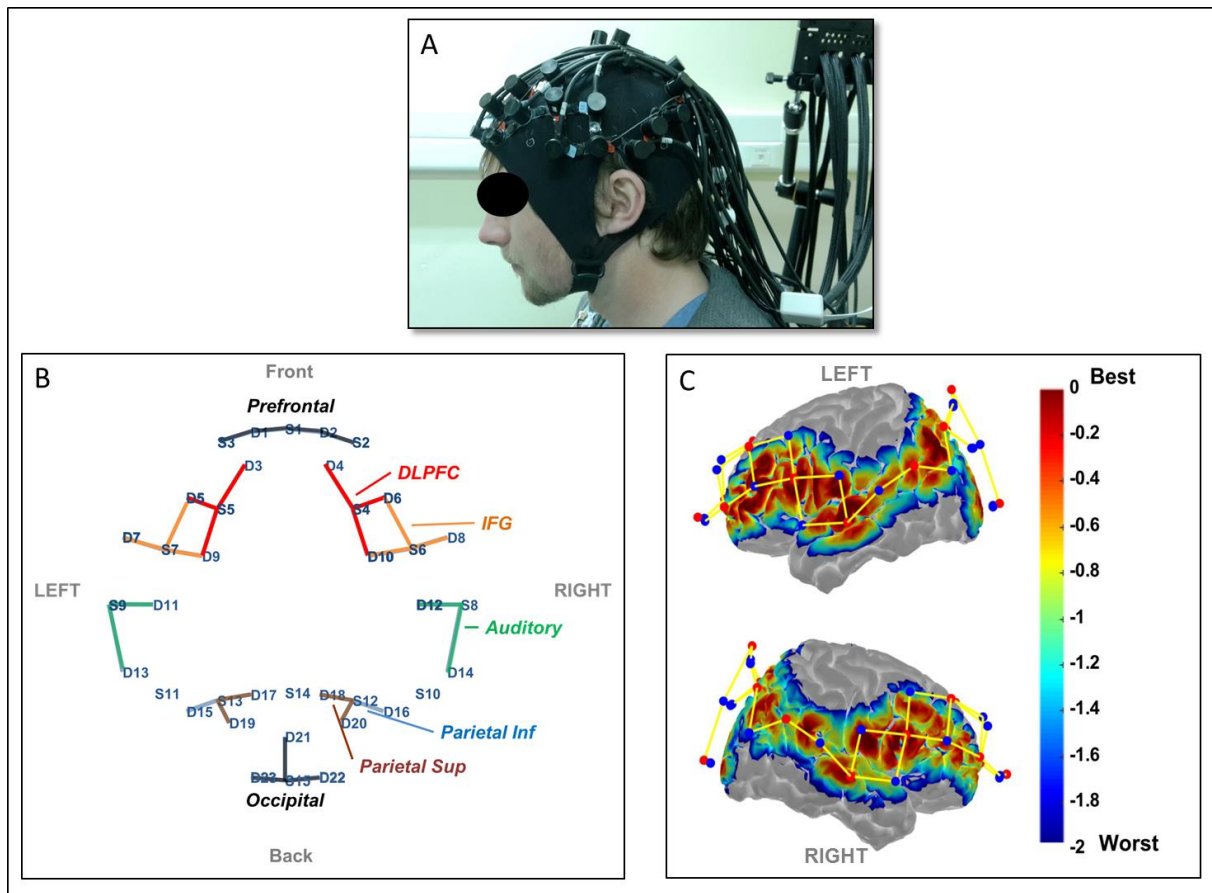 A
B
Front
Prefrontal
S3 D1 S1 D2 S2
D3 D4
DLPFC
D5 S5 S4 D6
IFG
D7 S7 D9 D10 S6 D8
LEFT RIGHT
S9 D11 D12 S8
Auditory
D13 D14
S11 S13 D17 S14 D18 S12 S10
D15 D19 D20 D16
Parietal Inf
D21
Parietal Sup
D23 S15 D22
Occipital
Back
C
LEFT
0 Best
-0.2
-0.4
-0.6
-0.8
-1
-1.2
-1.4
-1.6
-1.8
-2 Worst
RIGHT